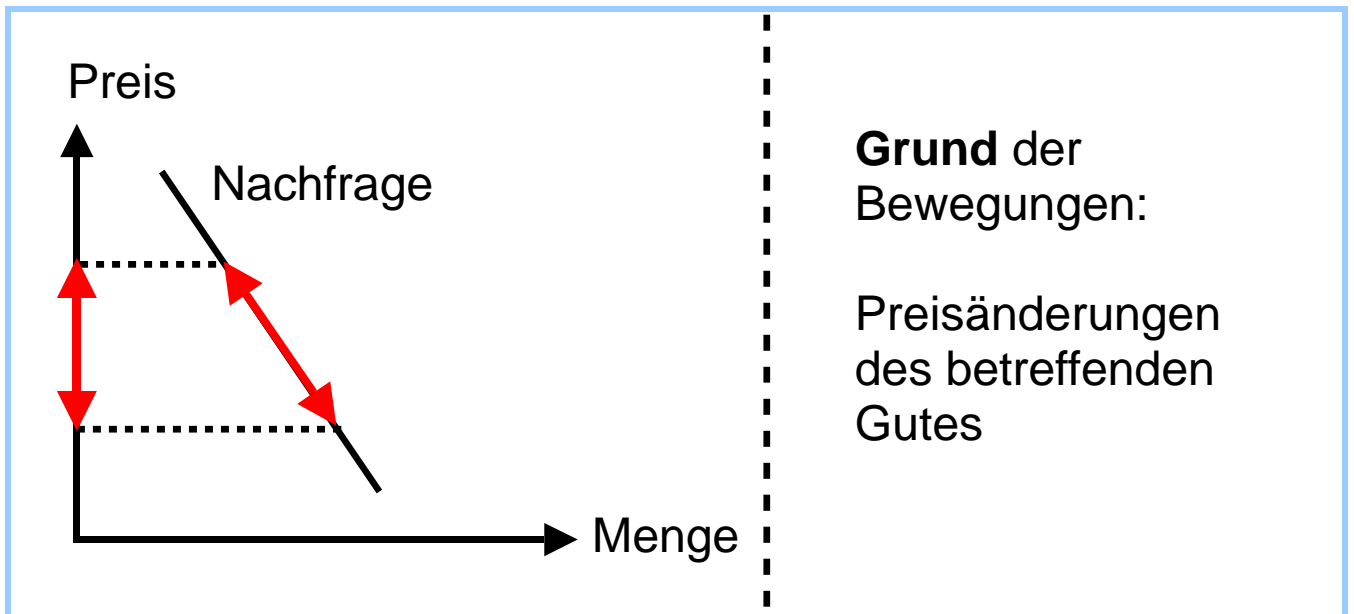 Preis
Nachfrage
Menge
Grund der
Bewegungen:
Preisänderungen
des betreffenden
Gutes